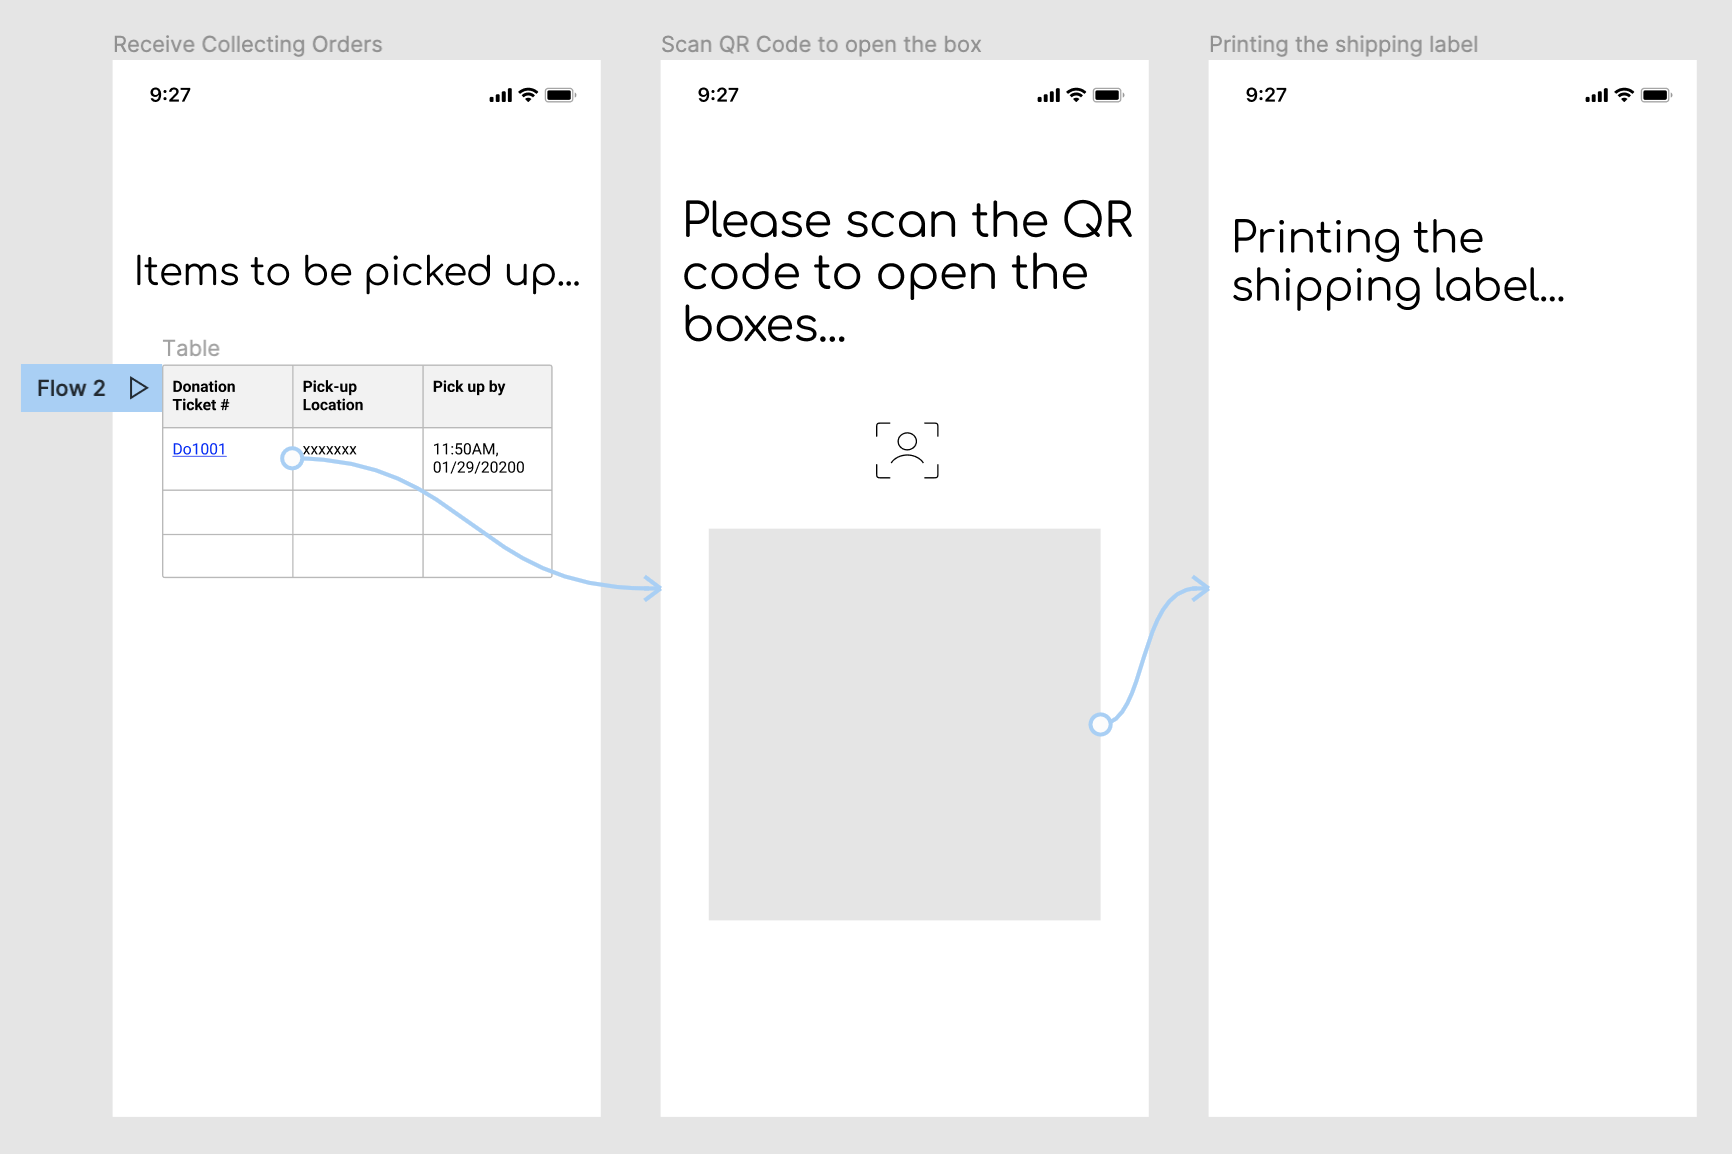 Receive Collecting Orders
9:27
Items to be picked up...
Table
Flow 2
Donation
Ticket #
Pick-up
Location
Pick up by
Do1001
xxxxxxx
11:50AM,
01/29/20200
Scan QR Code to open the box
9:27
Please scan the QR
code to open the
boxes...
Printing the shipping label
9:27
Printing the
shipping label...